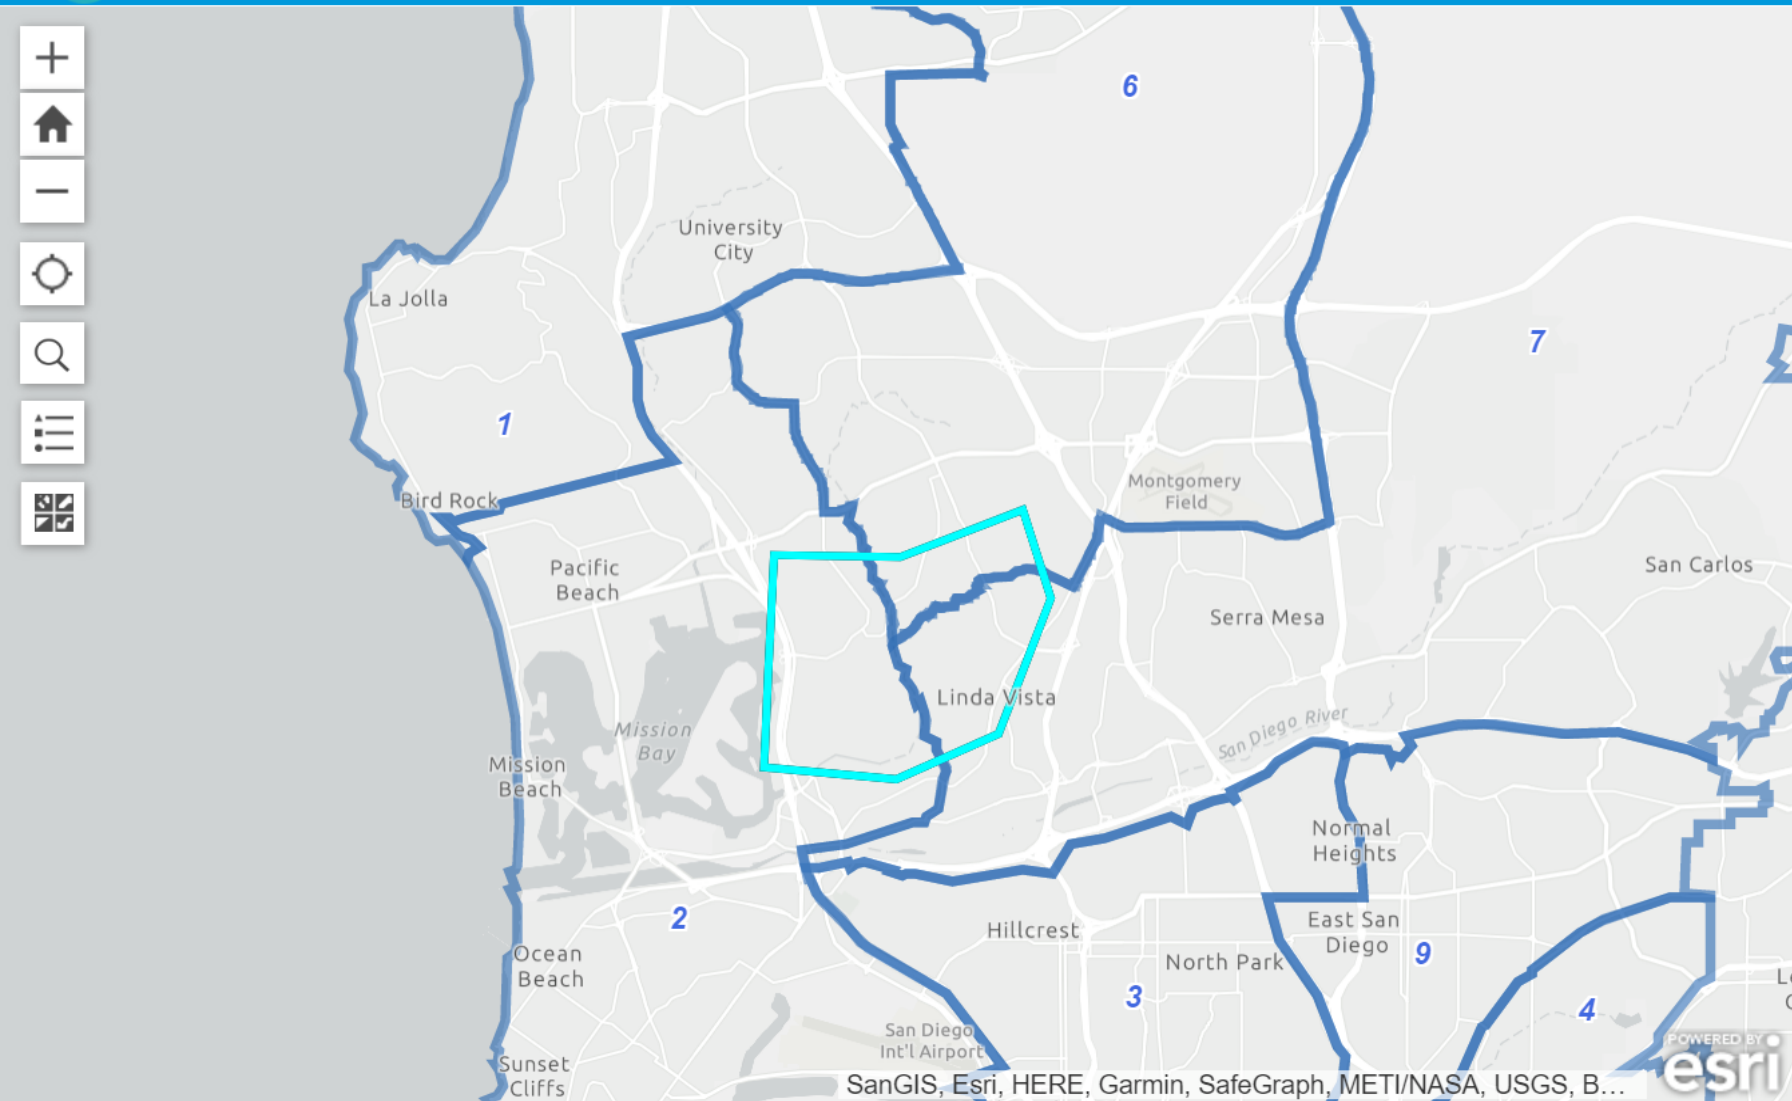 6
University
City
La Jolla
7
1
Montgomery
Field
Bird Rock
San Carlos
Pacific
Beach
Serra Mesa
Linda Vista
San Diego River
Mission
Bay
Mission
Beach
Normal
Heights
2
Hillcrest
East San
Diego
9
Ocean
Beach
North Park
3
4
San Diego
Int'l Airport
Sunset
Cliffs
POWERED BY
esri
SanGIS, Esri, HERE, Garmin, SafeGraph, METI/NASA, USGS, B...